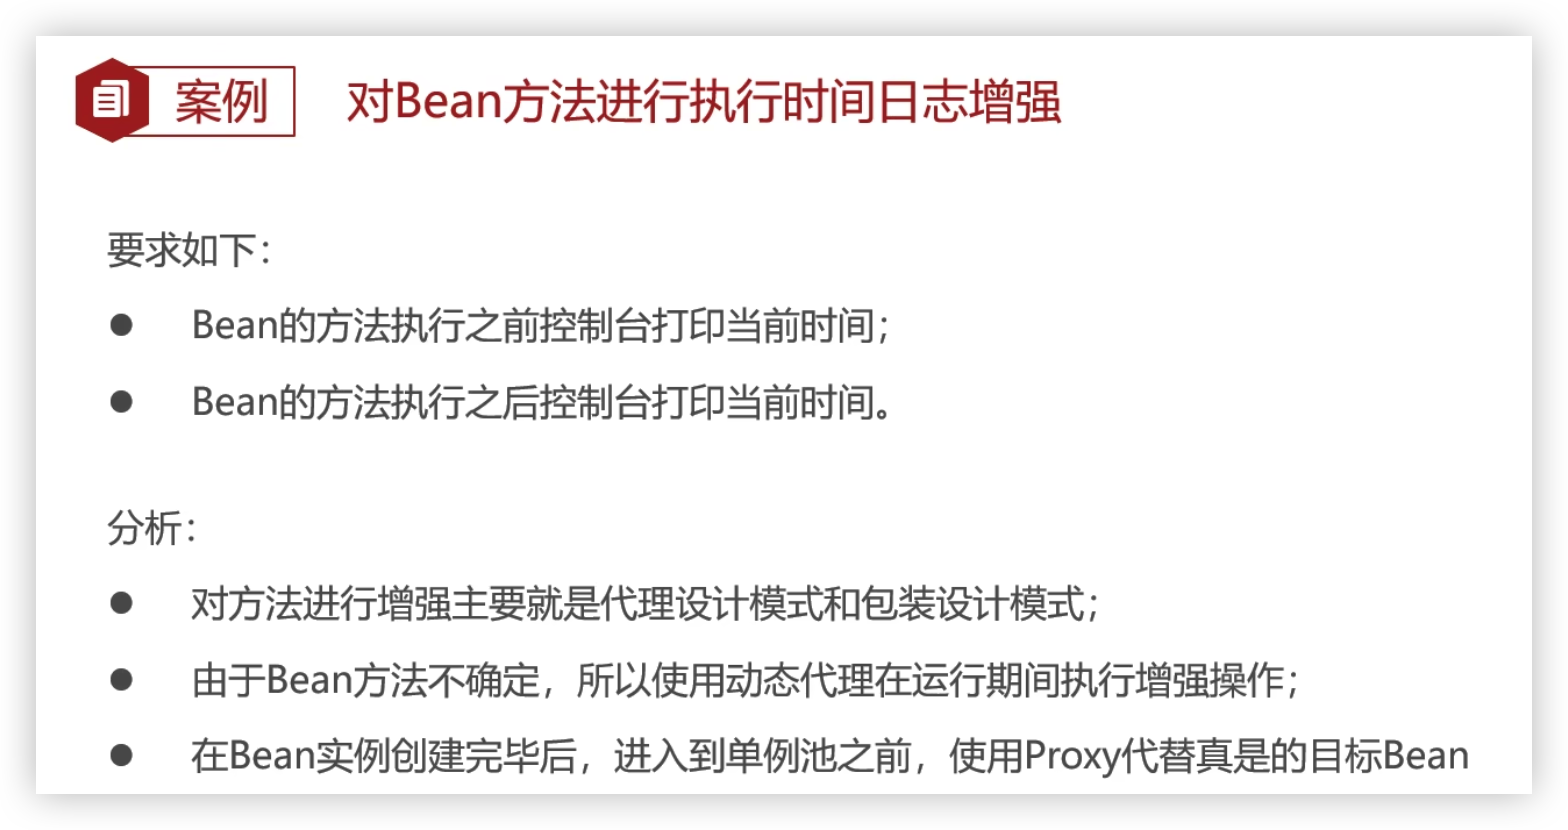 案例 对Bean方法进行执行时间日志增强
要求如下：
● Bean的方法执行之前控制台打印当前时间；
● Bean的方法执行之后控制台打印当前时间。
分析：
● 对方法进行增强主要就是代理设计模式和包装设计模式；
● 由于Bean方法不确定，所以使用动态代理在运行期间执行增强操作；
● 在Bean实例创建完毕后，进入到单例池之前，使用Proxy代替真是的目标Bean